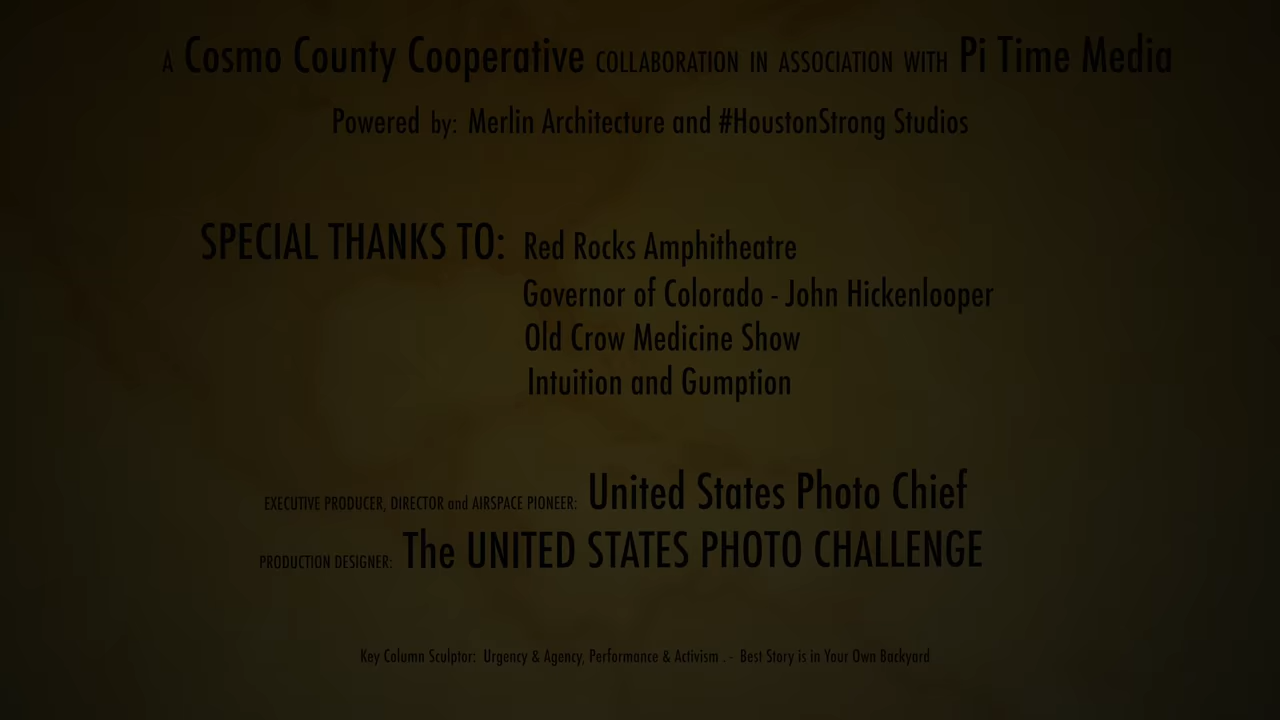 A Cosmo County Cooperative COLLABORATION IN ASSOCIATION WITH Pi Time Media
Powered by: Merlin Architecture and #HoustonStrong Studios
SPECIAL THANKS TO: Red Rocks Amphitheatre
Governor of Colorado - John Hickenlooper
Old Crow Medicine Show
Intuition and Gumption
EXECUTIVE PRODUCER, DIRECTOR and AIRSPACE PIONEER: United States Photo Chief
PRODUCTION DESIGNER: The UNITED STATES PHOTO CHALLENGE
Key Column Sculptor: Urgency & Agency, Performance & Activism . - Best Story is in Your Own Backyard